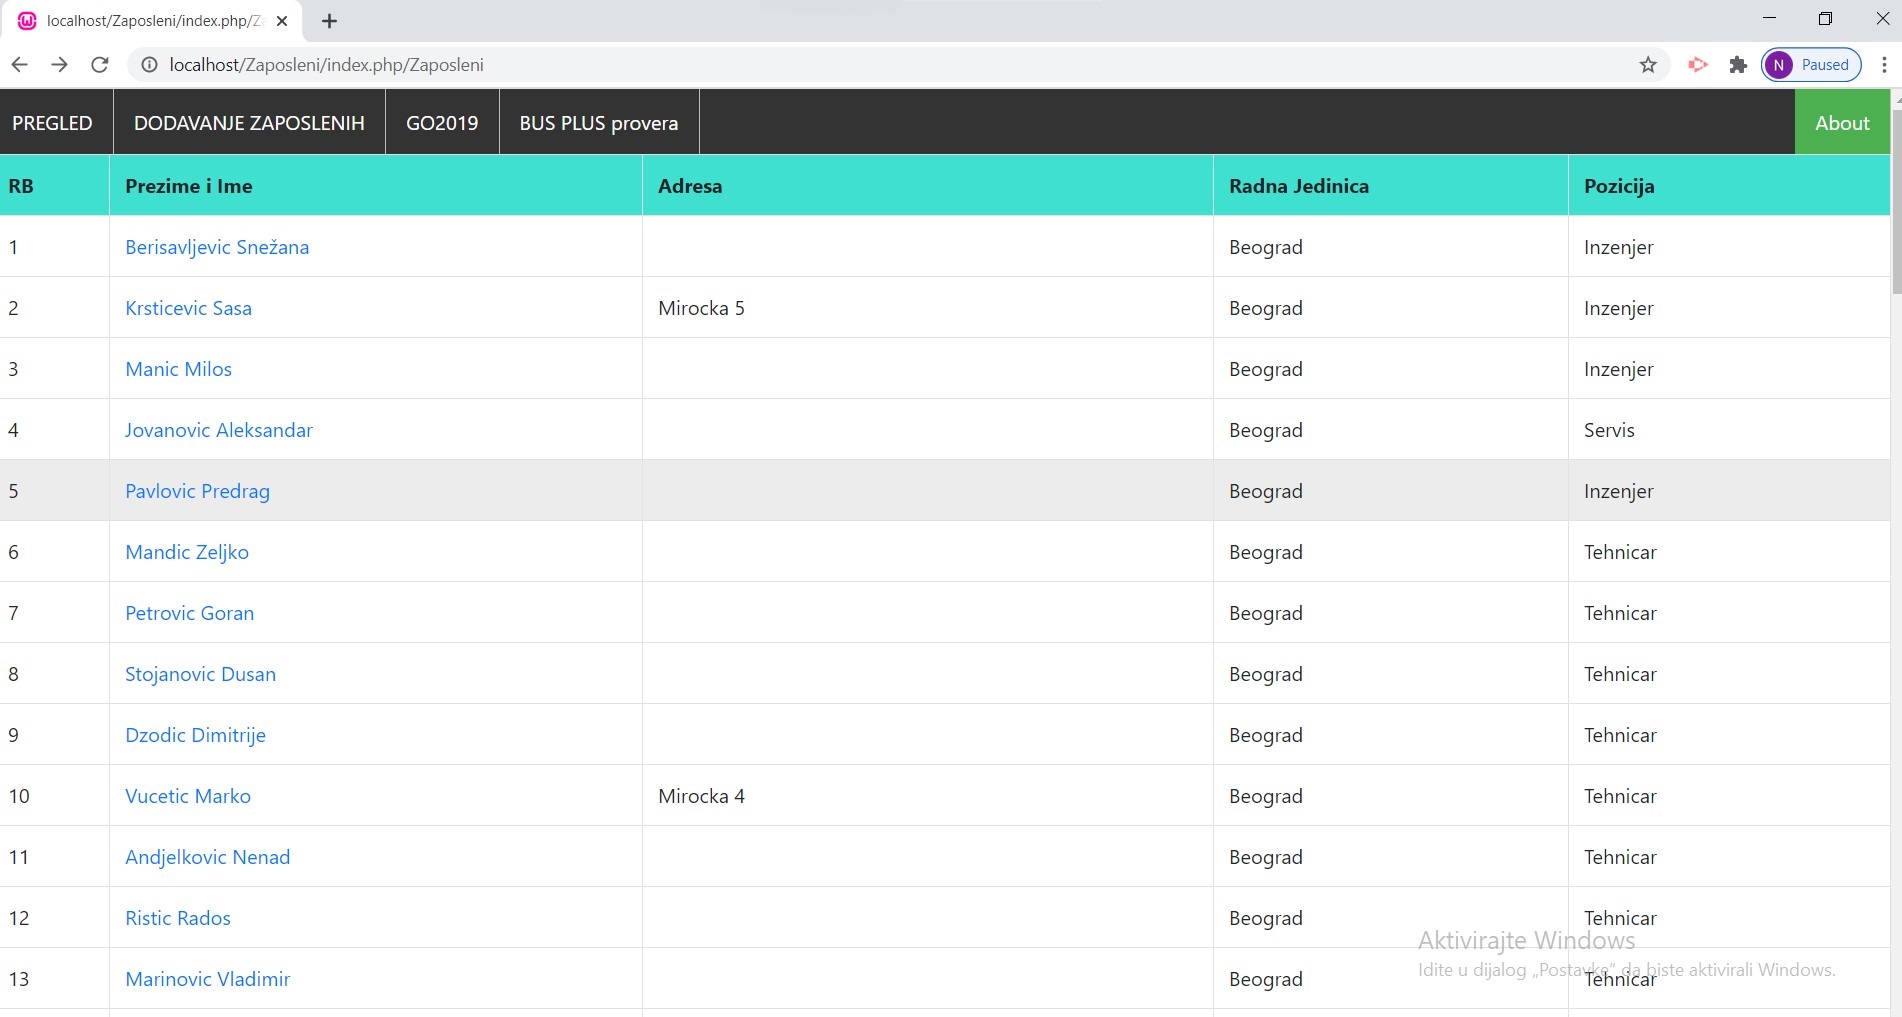 localhost/Zaposleni/index.php/Z
localhost/Zaposleni/index.php/Zaposleni
N Paused
PREGLED DODAVANJE ZAPOSLENIH GO2019 BUS PLUS provera About
RB Prezime i Ime Adresa Radna Jedinica Pozicija
1 Berisavljevic Snežana Beograd Inzenjer
2 Krsticevic Sasa Mirocka 5 Beograd Inzenjer
3 Manic Milos Beograd Inzenjer
4 Jovanovic Aleksandar Beograd Servis
5 Pavlovic Predrag Beograd Inzenjer
6 Mandic Zeljko Beograd Tehnicar
7 Petrovic Goran Beograd Tehnicar
8 Stojanovic Dusan Beograd Tehnicar
9 Dzodic Dimitrije Beograd Tehnicar
10 Vucetic Marko Mirocka 4 Beograd Tehnicar
11 Andjelkovic Nenad Beograd Tehnicar
12 Ristic Rados Beograd Tehnicar
Aktivirajte Windows
Idite u dijalog „Postavke“ da biste aktivirali Windows.
13 Marinovic Vladimir Beograd Tehnicar